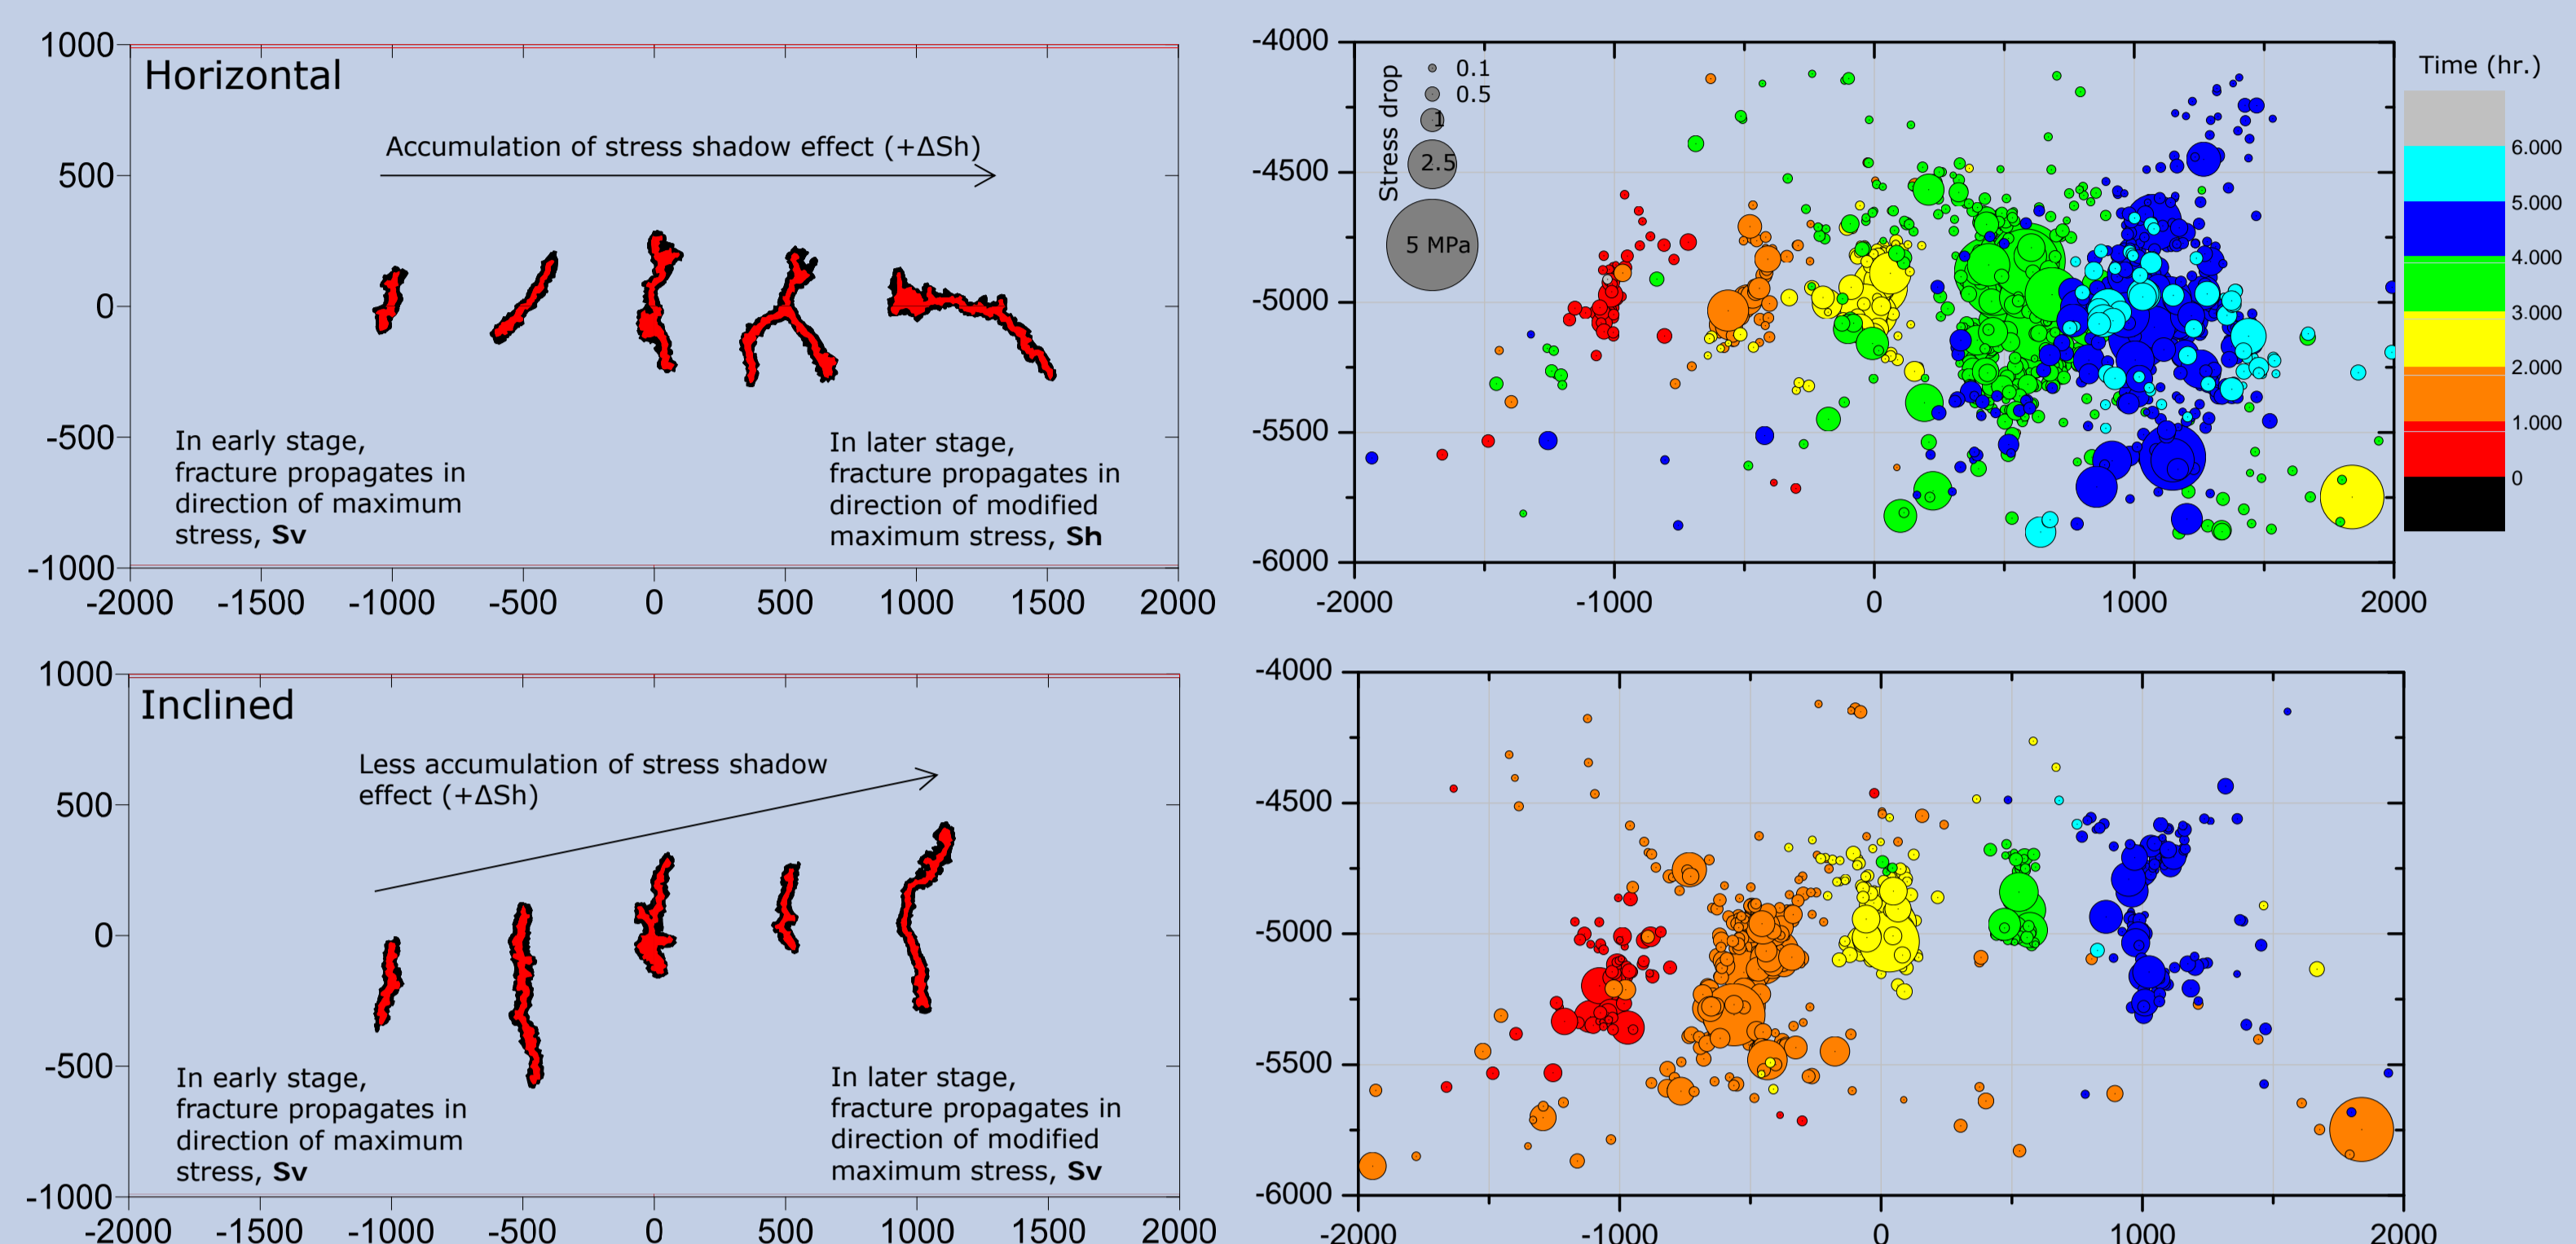 Horizontal
Accumulation of stress shadow effect (+ΔSh)
In early stage,
fracture propagates in
direction of maximum
stress, Sv
In later stage,
fracture propagates in
direction of modified
maximum stress, Sh
1000
500
0
-500
-1000
-2000 -1500 -1000 -500 0 500 1000 1500 2000
Stress drop
0.1
0.5
1
2.5
5 MPa
-4000
-4500
-5000
-5500
-6000
-2000 -1000 0 1000 2000
Time (hr.)
6.000
5.000
4.000
3.000
2.000
1.000
0
Inclined
Less accumulation of stress shadow
effect (+ΔSh)
In early stage,
fracture propagates in
direction of maximum
stress, Sv
In later stage,
fracture propagates in
direction of modified
maximum stress, Sv
1000
500
0
-500
-1000
-2000 -1500 -1000 -500 0 500 1000 1500 2000
-4000
-4500
-5000
-5500
-6000
-2000 -1000 0 1000 2000